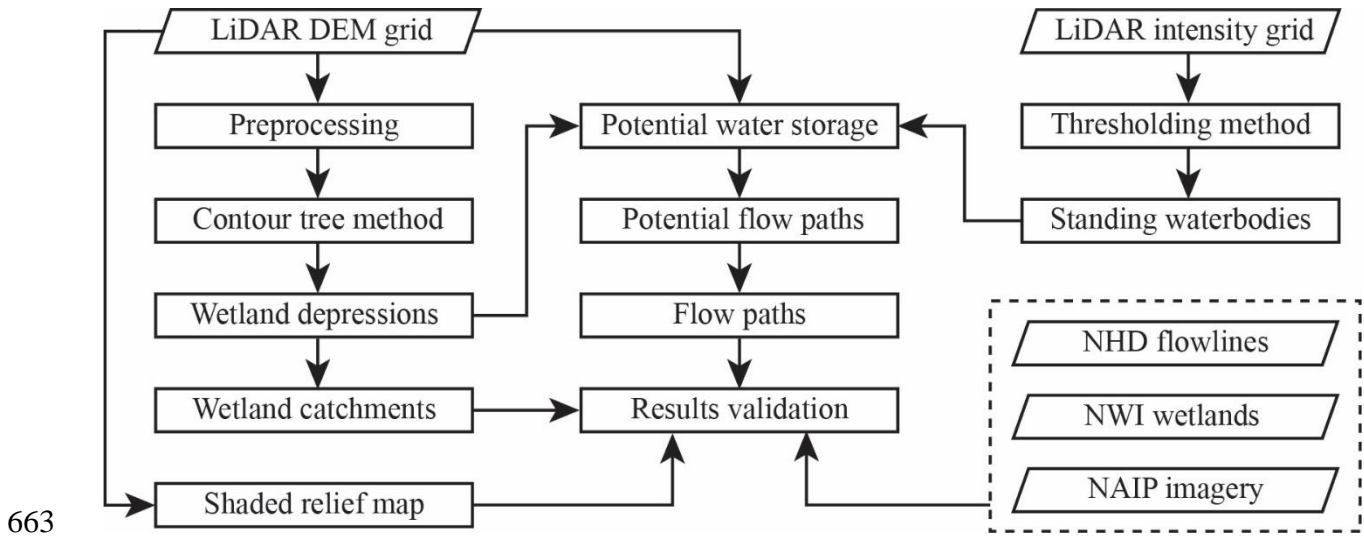 LiDAR DEM grid
LiDAR intensity grid
Preprocessing
Potential water storage
Thresholding method
Contour tree method
Potential flow paths
Standing waterbodies
Wetland depressions
Flow paths
NHD flowlines
Wetland catchments
Results validation
NWI wetlands
Shaded relief map
NAIP imagery
663